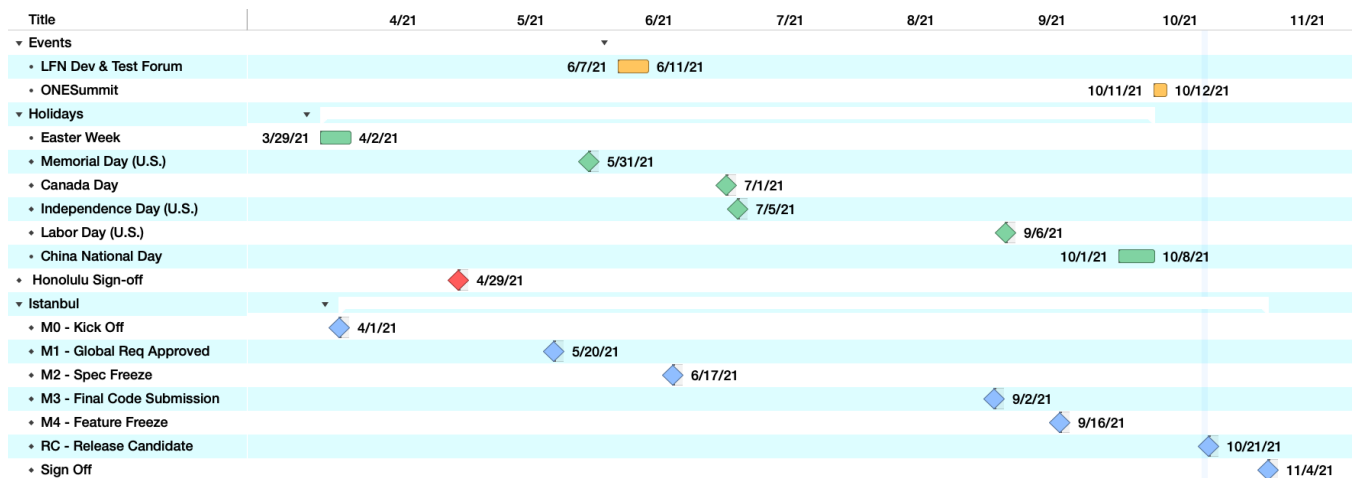 Title 4/21 5/21 6/21 7/21 8/21 9/21 10/21 11/21
Events
LFN Dev & Test Forum 6/7/21 6/11/21
ONESummit 10/11/21 10/12/21
Holidays
Easter Week 3/29/21 4/2/21
Memorial Day (U.S.) 5/31/21
Canada Day 7/1/21
Independence Day (U.S.) 7/5/21
Labor Day (U.S.) 9/6/21
China National Day 10/1/21 10/8/21
Honolulu Sign-off 4/29/21
Istanbul
M0 - Kick Off 4/1/21
M1 - Global Req Approved 5/20/21
M2 - Spec Freeze 6/17/21
M3 - Final Code Submission 9/2/21
M4 - Feature Freeze 9/16/21
RC - Release Candidate 10/21/21
Sign Off 11/4/21